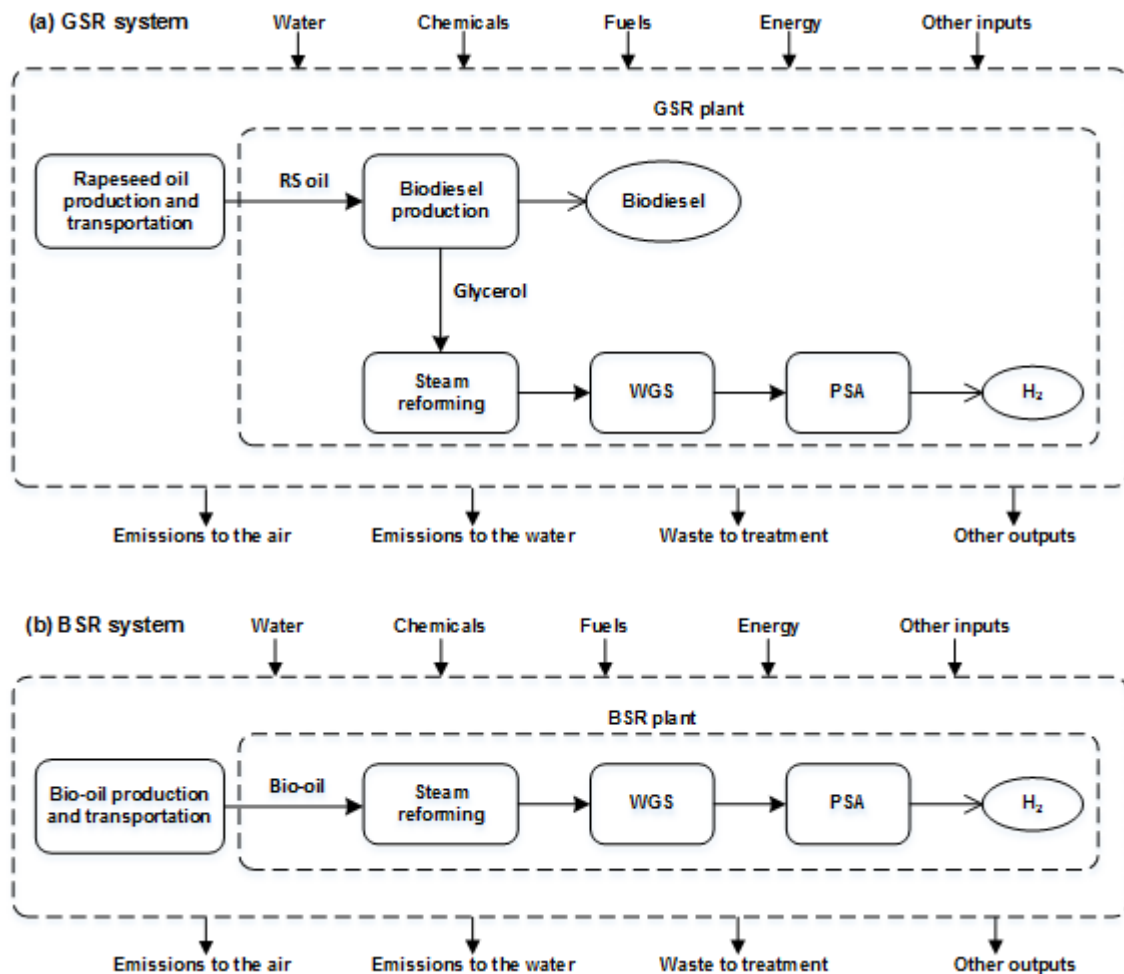 (a) GSR system
Water
Chemicals
Fuels
Energy
Other inputs
GSR plant
Rapeseed oil
production and
transportation
RS oil
Biodiesel
production
Biodiesel
Glycerol
Steam
reforming
WGS
PSA
H₂
Emissions to the air
Emissions to the water
Waste to treatment
Other outputs
(b) BSR system
Water
Chemicals
Fuels
Energy
Other inputs
BSR plant
Bio-oil production
and transportation
Bio-oil
Steam
reforming
WGS
PSA
H₂
Emissions to the air
Emissions to the water
Waste to treatment
Other outputs